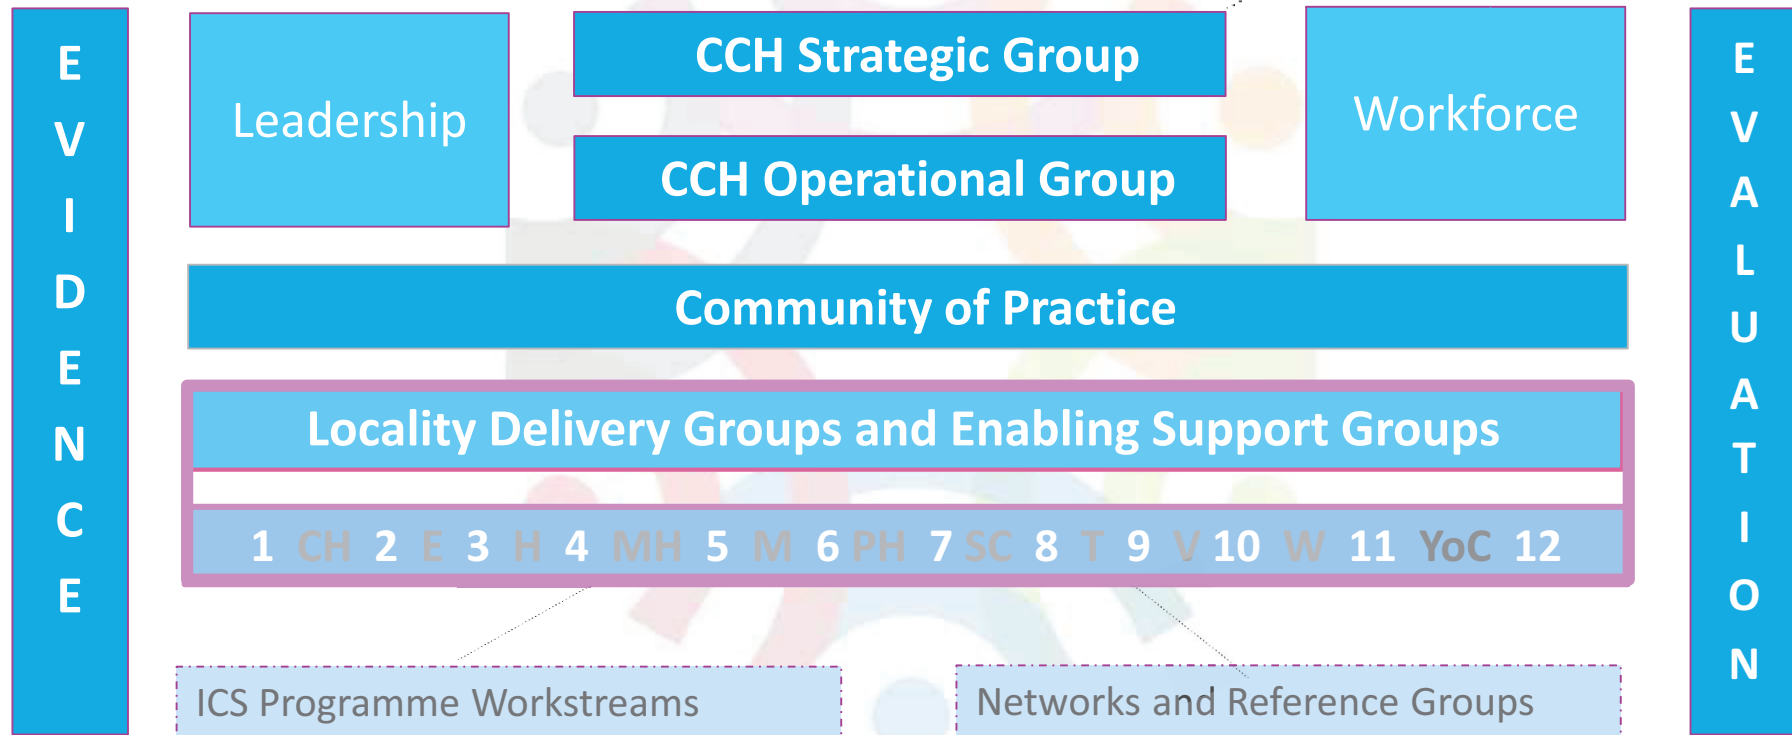 EVIDENCE
Leadership
CCH Strategic Group
CCH Operational Group
Workforce
EVALUATION
Community of Practice
Locality Delivery Groups and Enabling Support Groups
1 CH 2 E 3 H 4 MH 5 M 6 PH 7 SC 8 T 9 V 10 W 11 YoC 12
ICS Programme Workstreams
Networks and Reference Groups